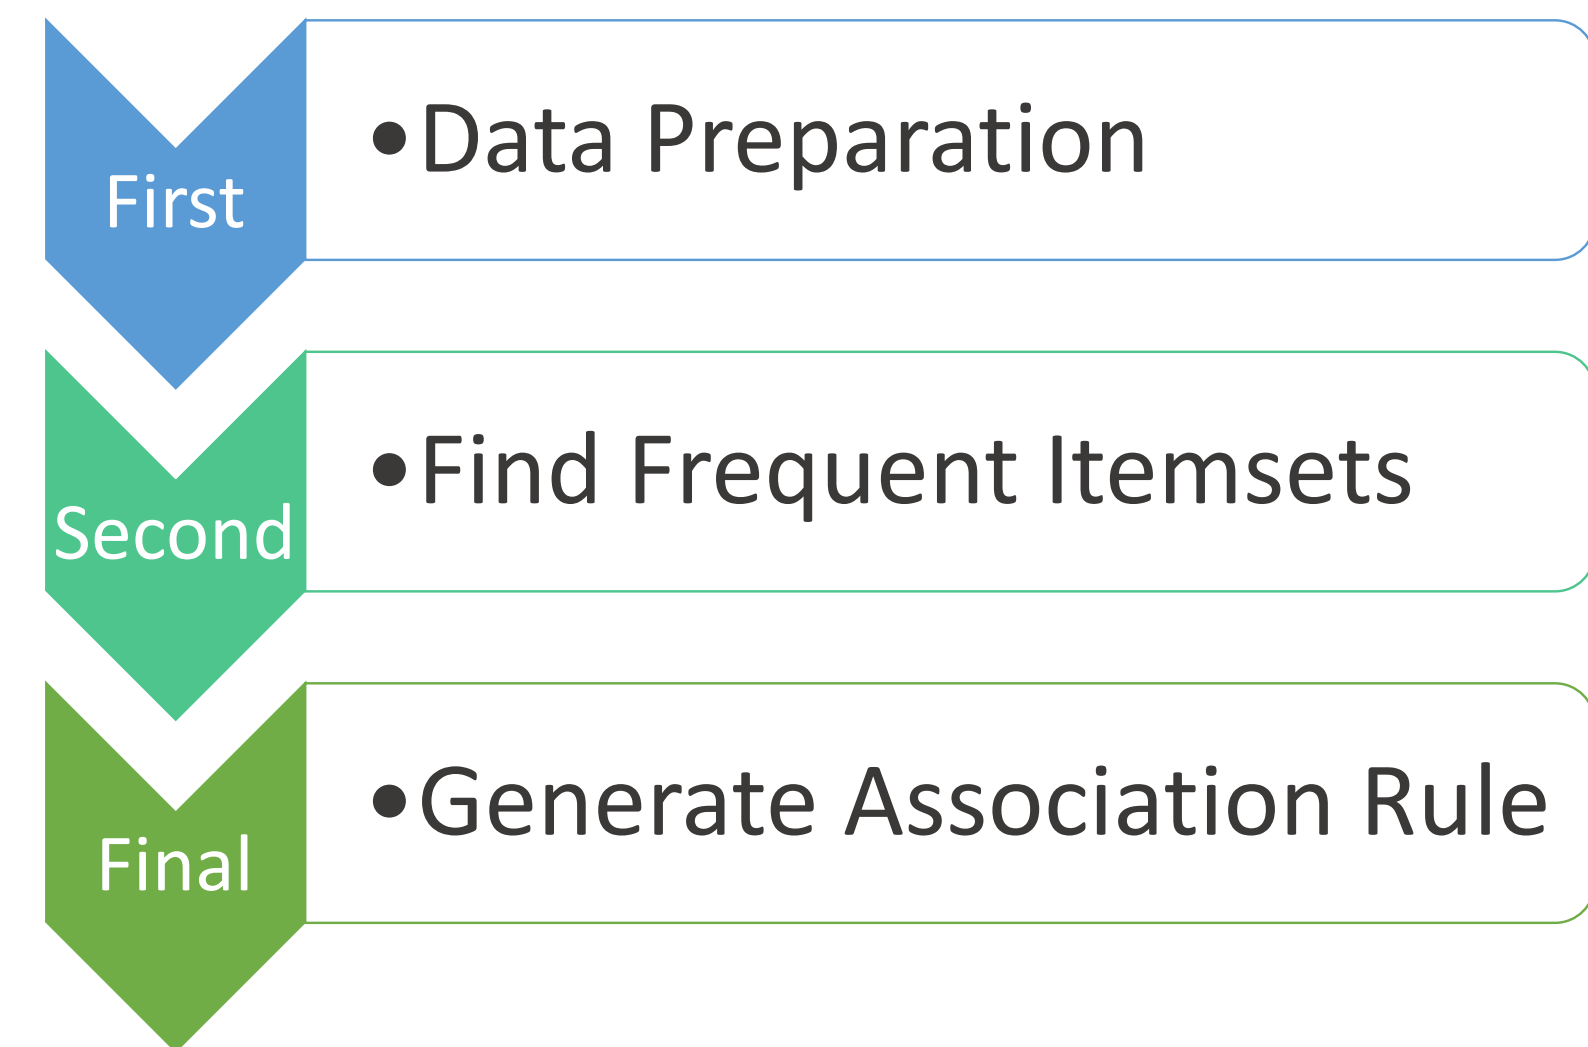 First
•Data Preparation
Second
•Find Frequent Itemsets
Final
•Generate Association Rule